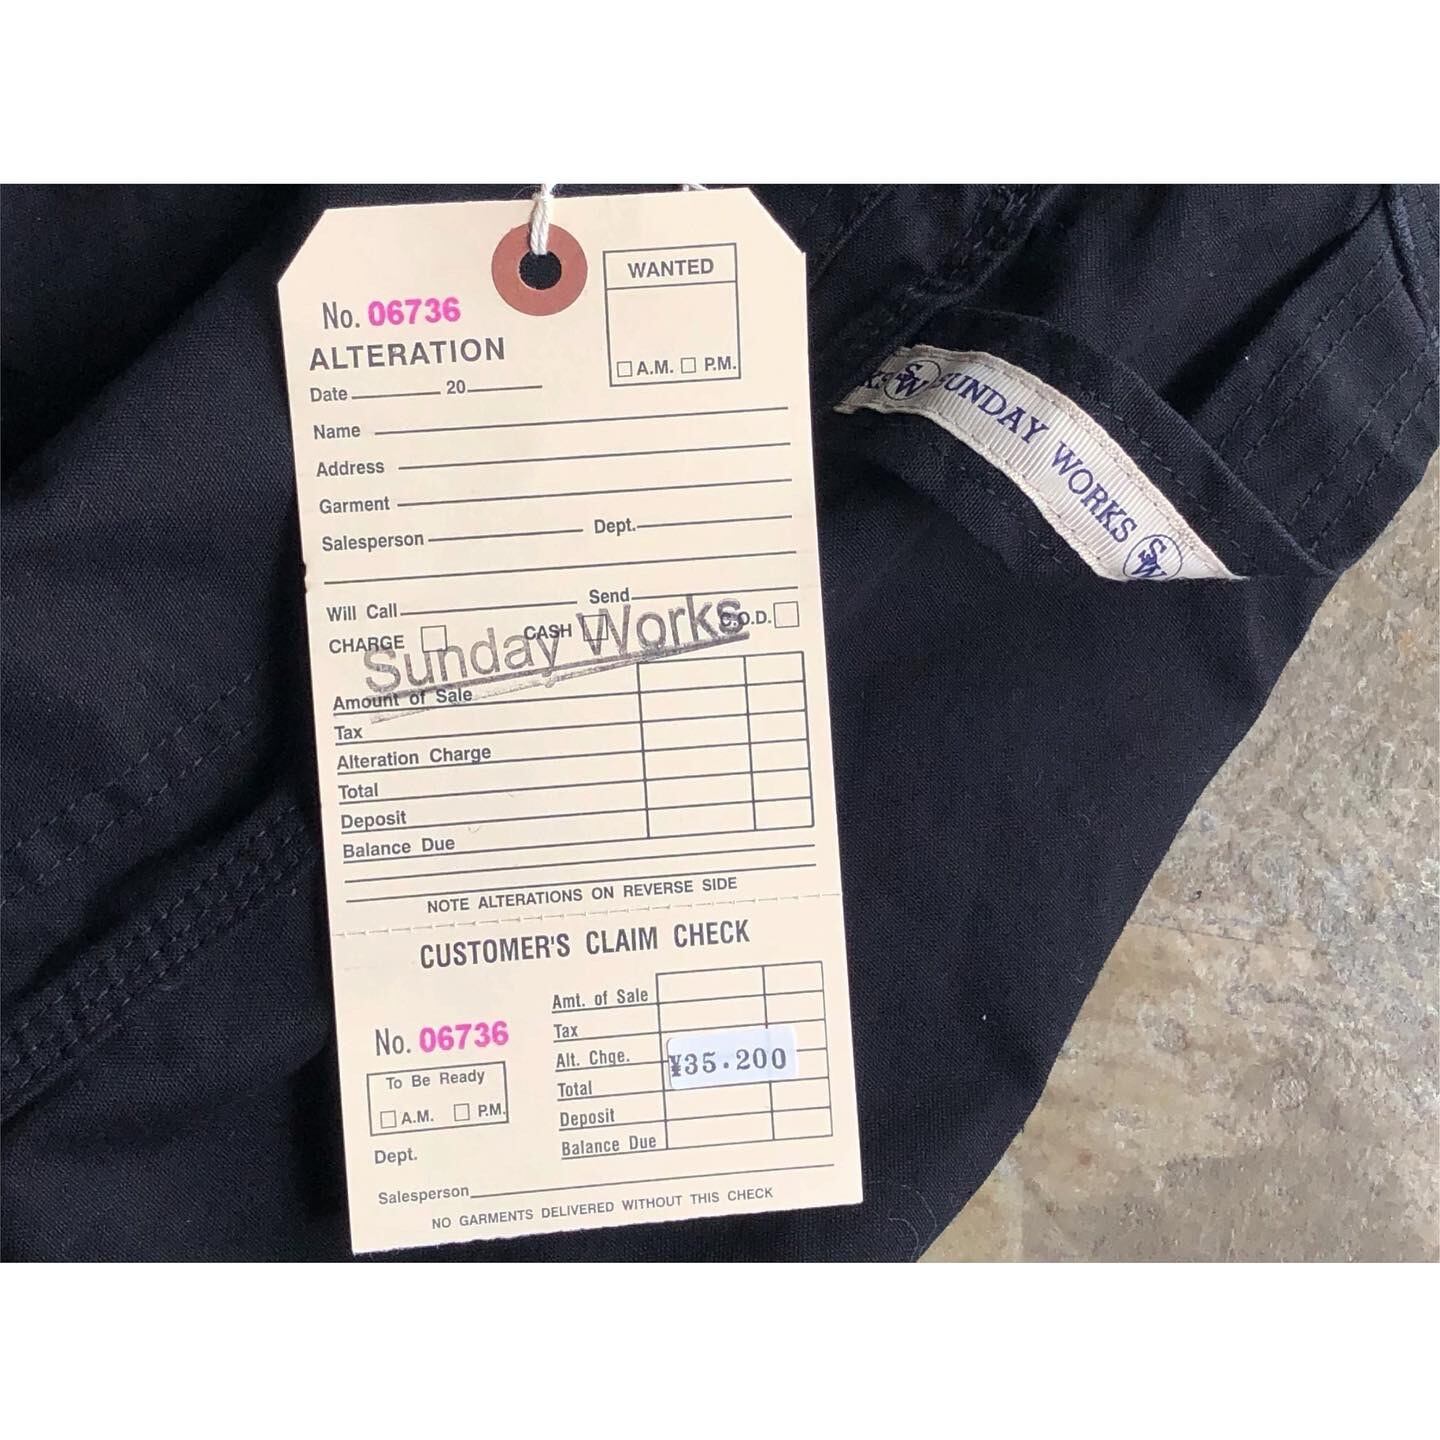 No. 06736
WANTED
A.M. P.M.
ALTERATION
Date 20
Name
Address
Garment
Salesperson Dept.
Will Call Send
CHARGE CASH C.O.D.
Sunday Works
Amount of Sale
Tax
Alteration Charge
Total
Deposit
Balance Due
NOTE ALTERATIONS ON REVERSE SIDE
CUSTOMER'S CLAIM CHECK
No. 06736
To Be Ready
A.M. P.M.
Dept.
Amt. of Sale
Tax
Alt. Chge.
¥35.200
Total
Deposit
Balance Due
Salesperson
NO GARMENTS DELIVERED WITHOUT THIS CHECK
SW SUNDAY WORKS SW